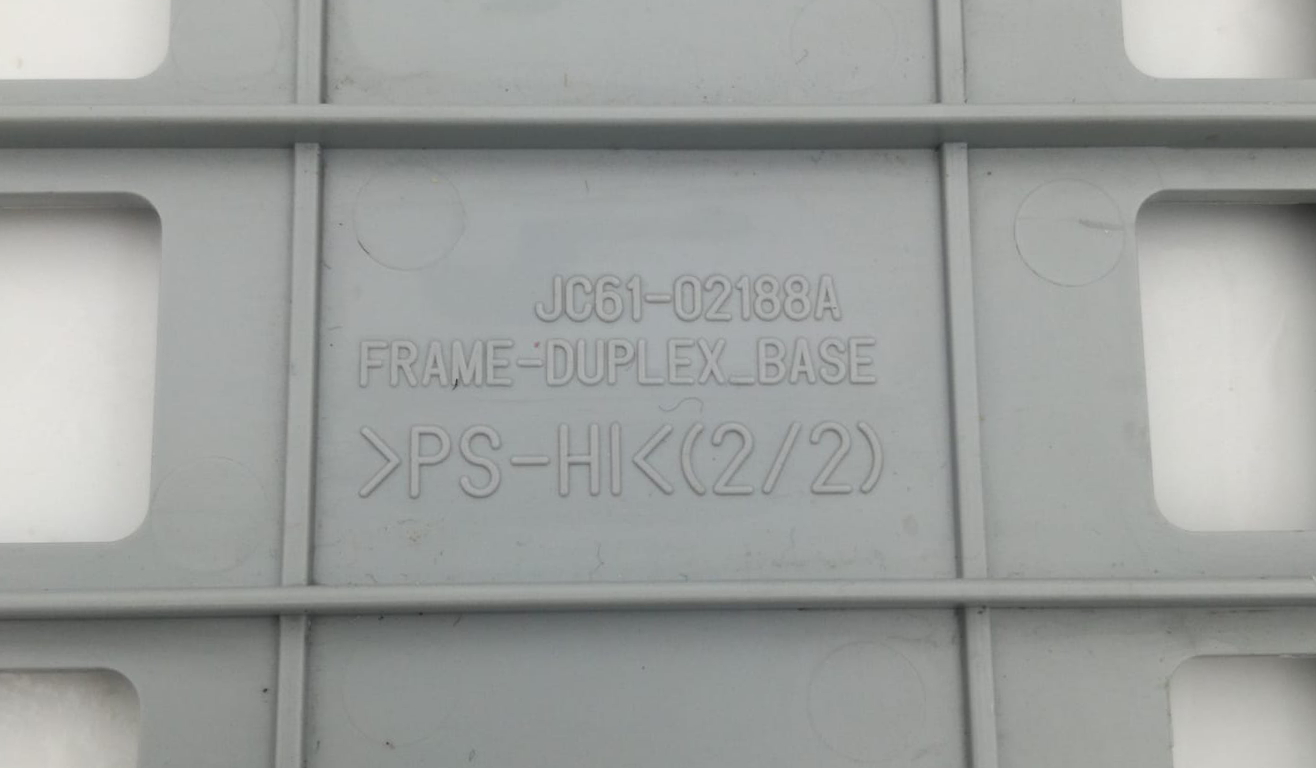 JC61-02188A
FRAME-DUPLEX_BASE
>PS-HI<(2/2)